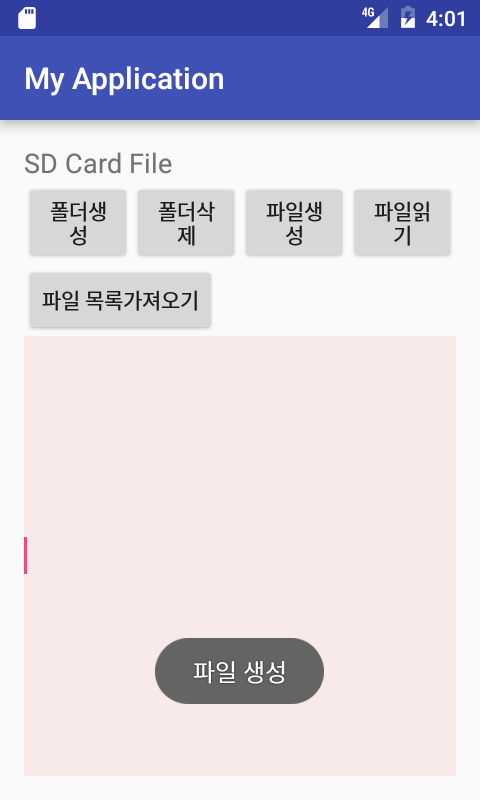 4G 4:01
My Application
SD Card File
폴더생
성
폴더삭
제
파일생
성
파일읽
기
파일 목록가져오기
파일 생성